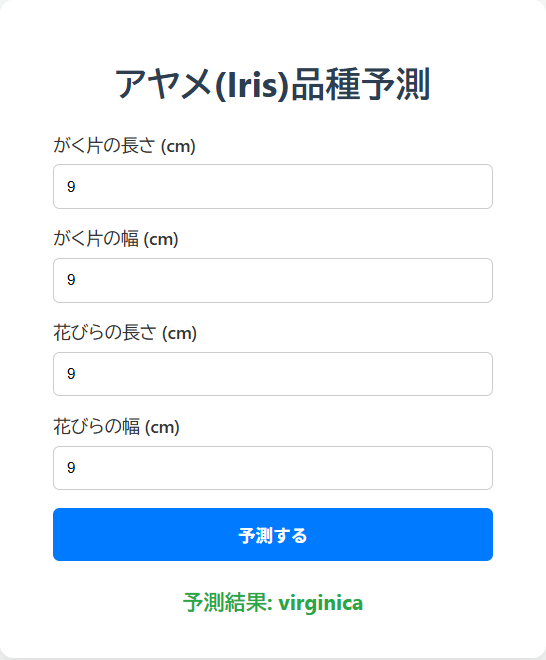 アヤメ(Iris)品種予測
がく片の長さ (cm)
9
がく片の幅 (cm)
9
花びらの長さ (cm)
9
花びらの幅 (cm)
9
予測する
予測結果: virginica